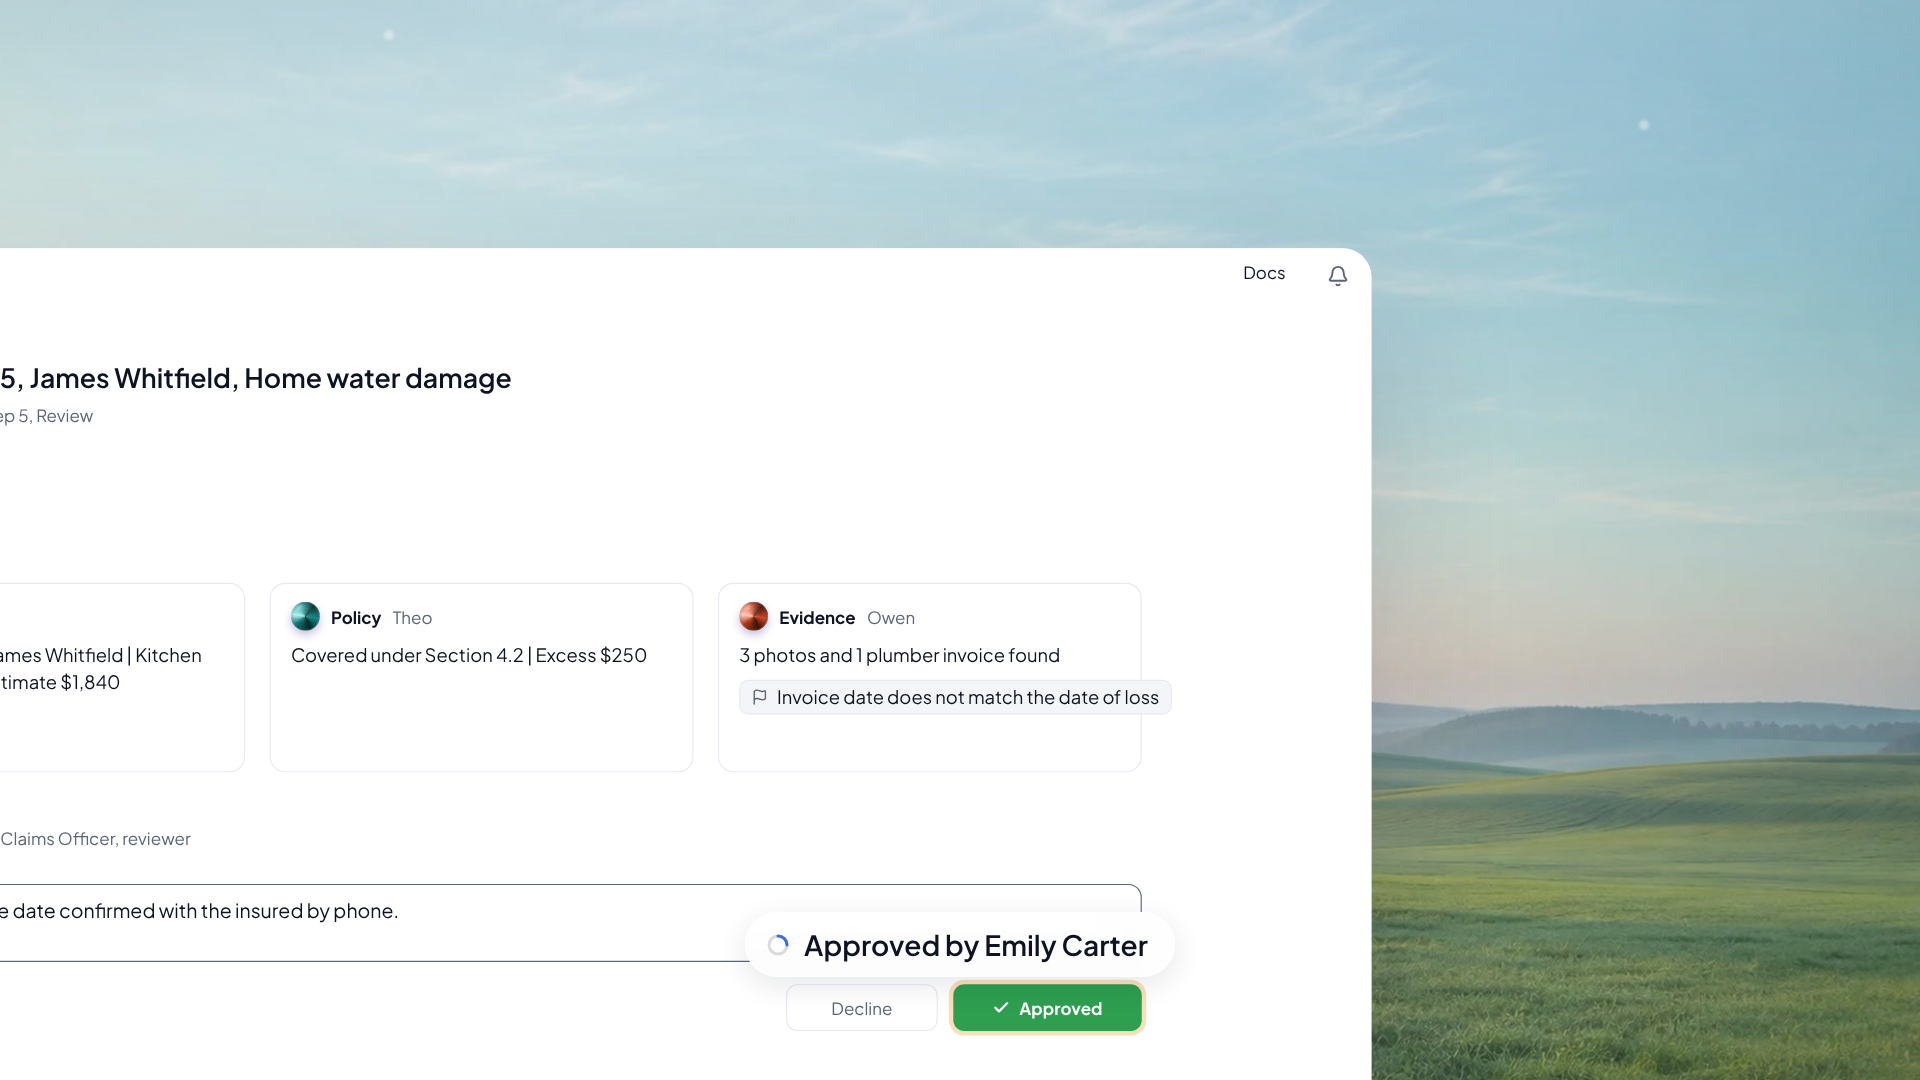 Docs
5, James Whitfield, Home water damage
ep 5, Review
Policy Theo
Covered under Section 4.2 | Excess $250
Evidence Owen
3 photos and 1 plumber invoice found
Invoice date does not match the date of loss
ames Whitfield | Kitchen
timate $1,840
Claims Officer, reviewer
e date confirmed with the insured by phone.
Approved by Emily Carter
Decline
Approved